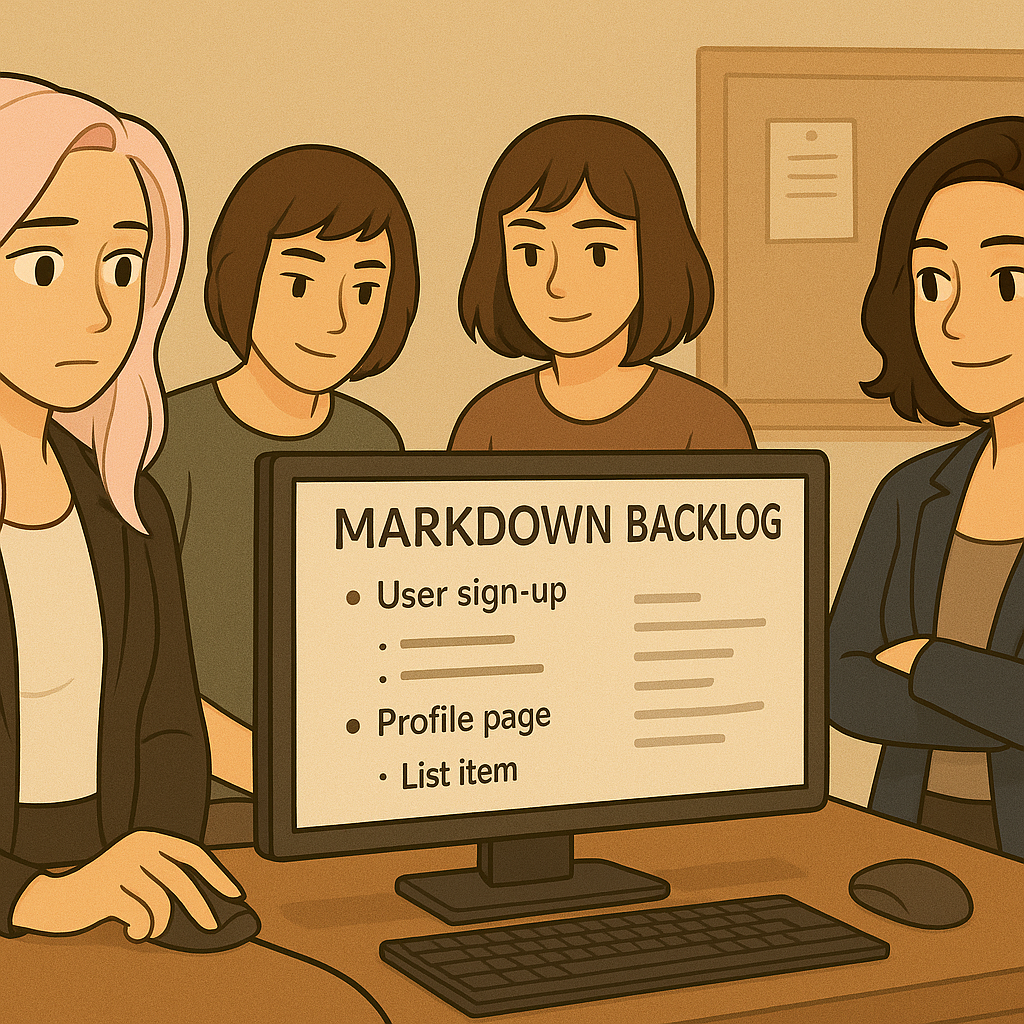 MARKDOWN BACKLOG
• User sign-up
• Profile page
• List item